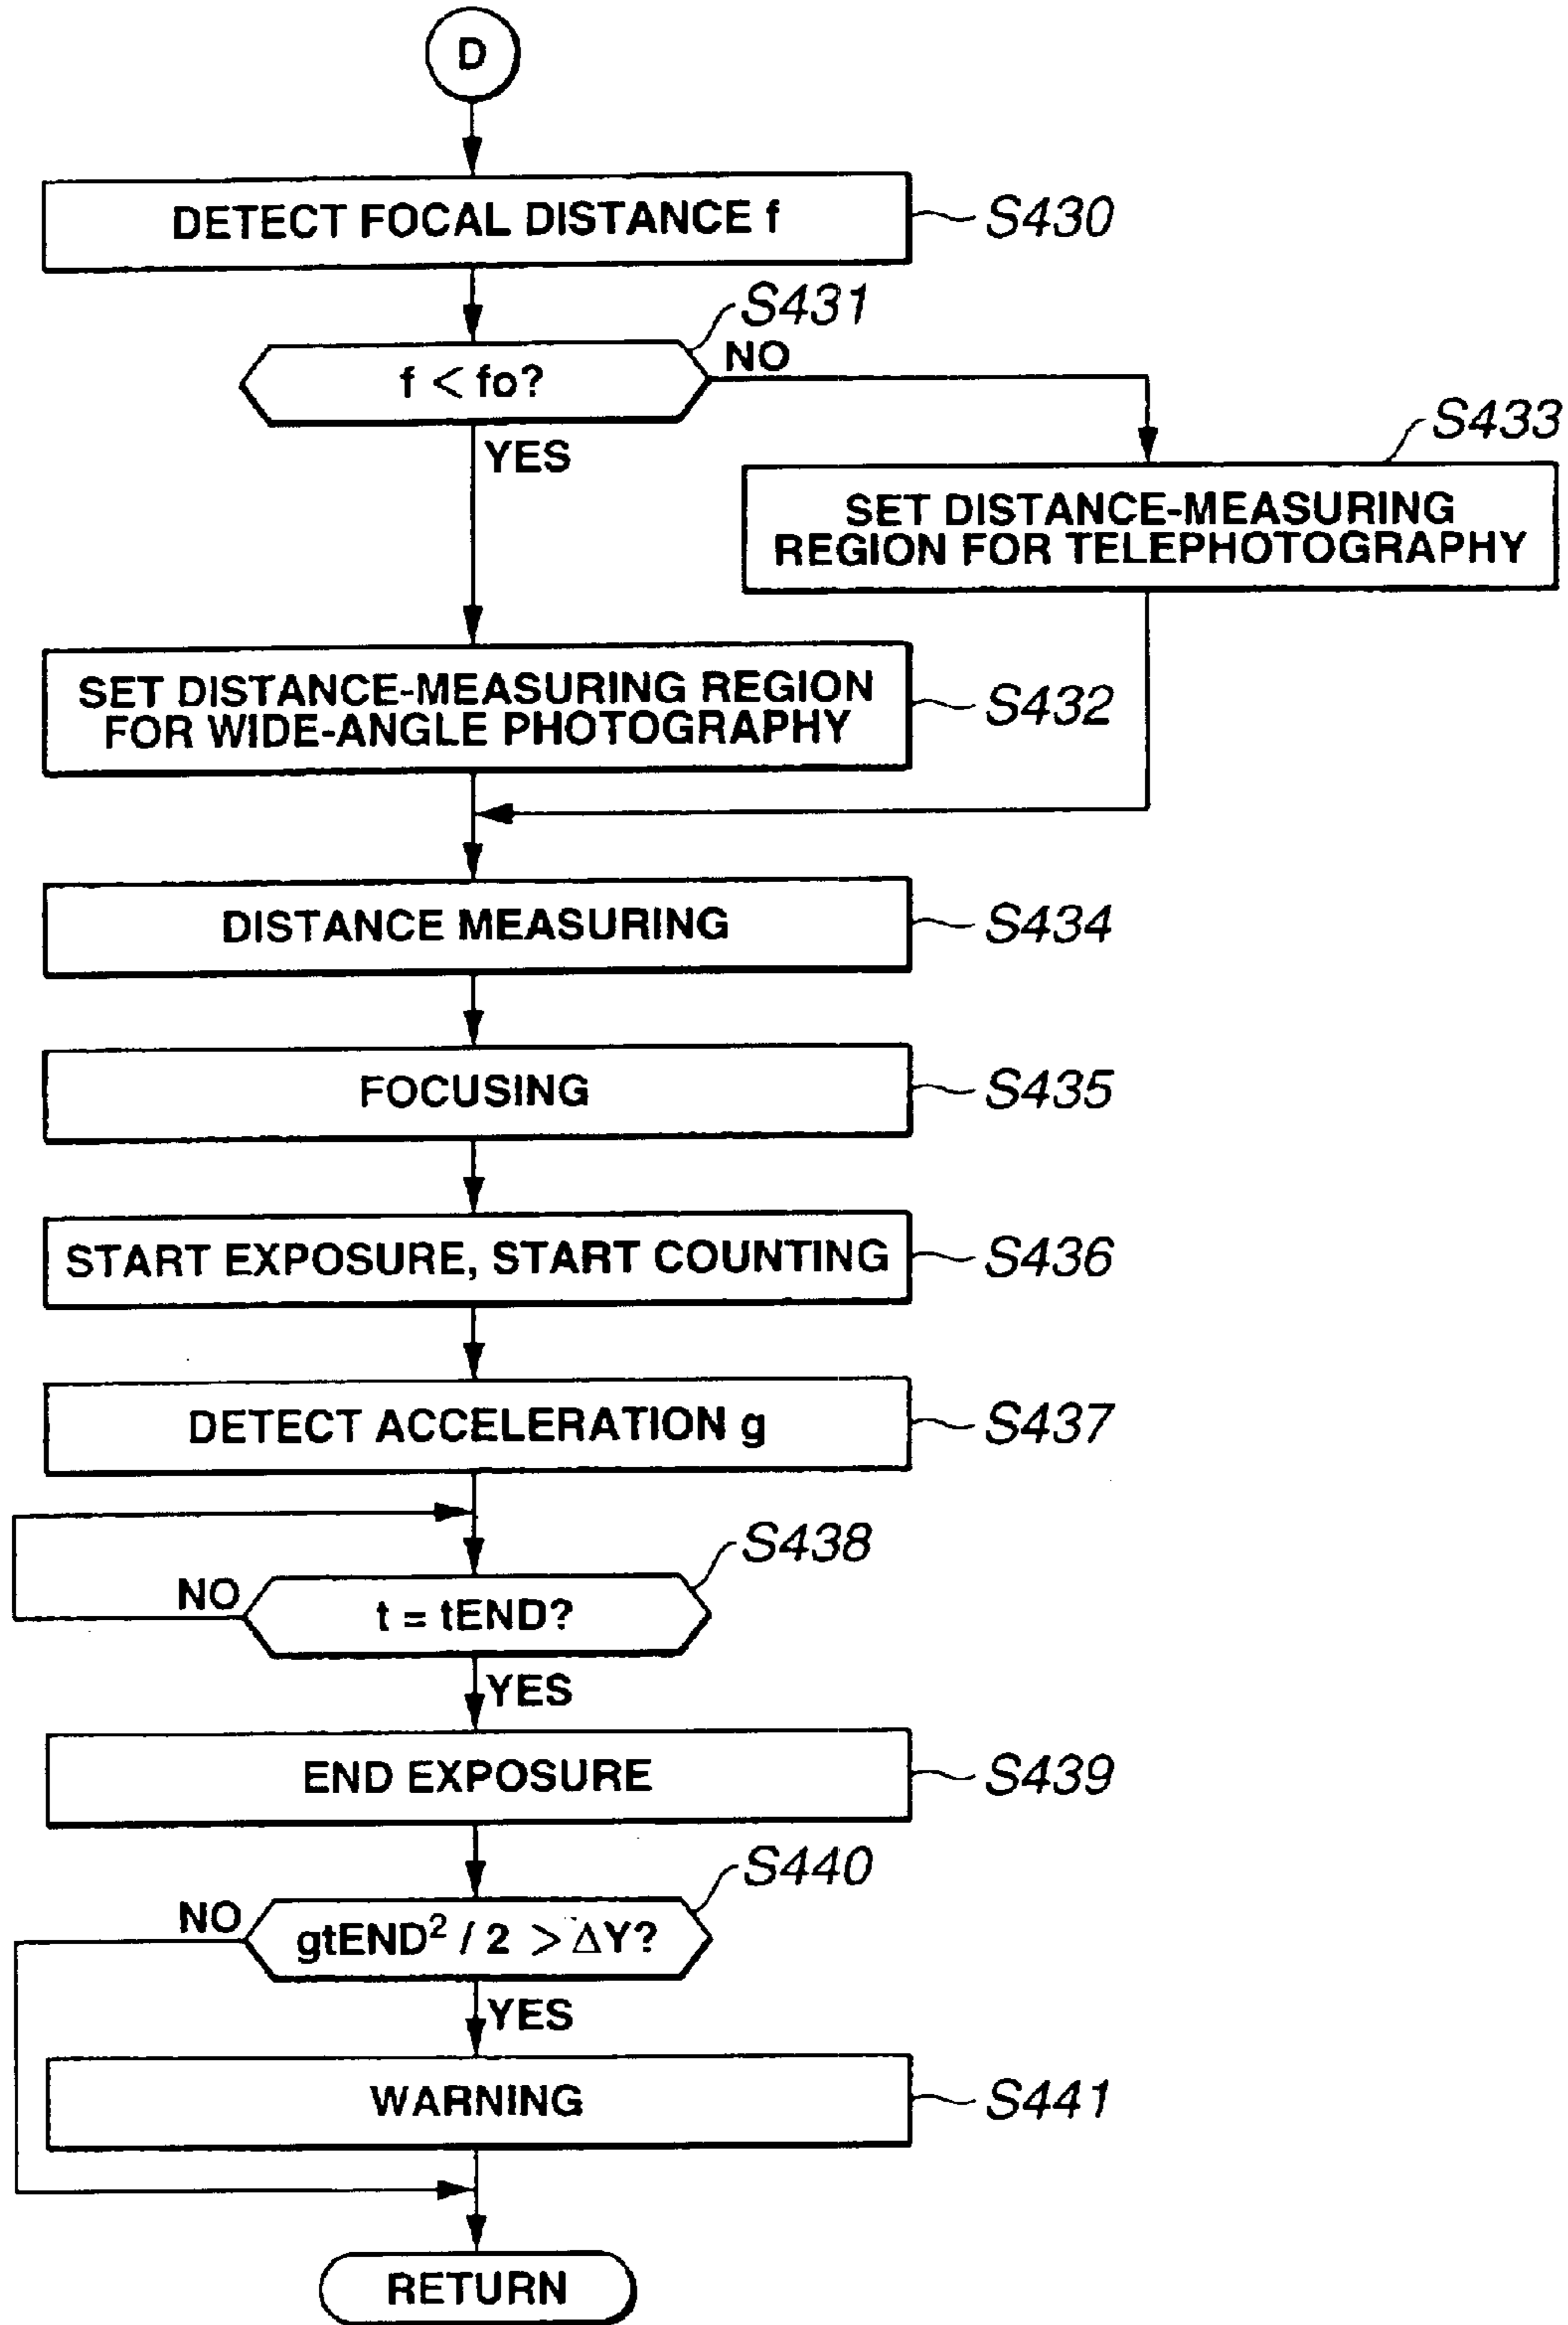 D
DETECT FOCAL DISTANCE f
S430
S431
f < fo?
NO
YES
S433
SET DISTANCE-MEASURING
REGION FOR TELEPHOTOGRAPHY
SET DISTANCE-MEASURING REGION
FOR WIDE-ANGLE PHOTOGRAPHY
S432
DISTANCE MEASURING
S434
FOCUSING
S435
START EXPOSURE, START COUNTING
S436
DETECT ACCELERATION g
S437
S438
NO
t = tEND?
YES
END EXPOSURE
S439
S440
NO
gtEND² / 2 > ΔY?
YES
WARNING
S441
RETURN